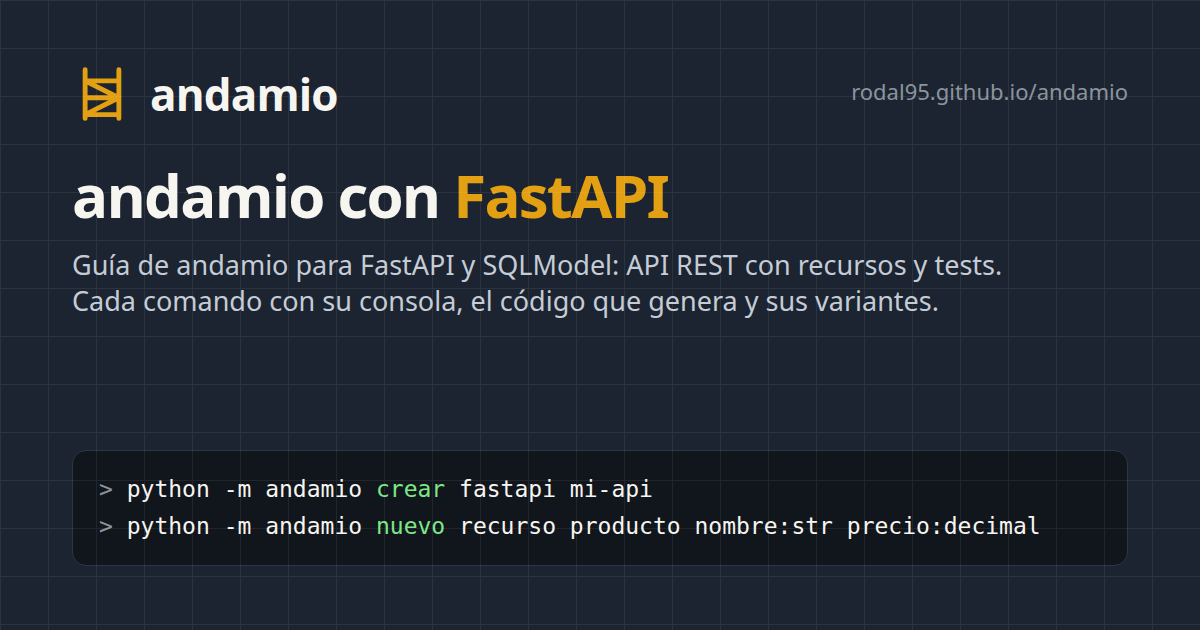 andamio
rodal95.github.io/andamio
andamio con FastAPI
Guía de andamio para FastAPI y SQLModel: API REST con recursos y tests.
Cada comando con su consola, el código que genera y sus variantes.
> python -m andamio crear fastapi mi-api
> python -m andamio nuevo recurso producto nombre:str precio:decimal